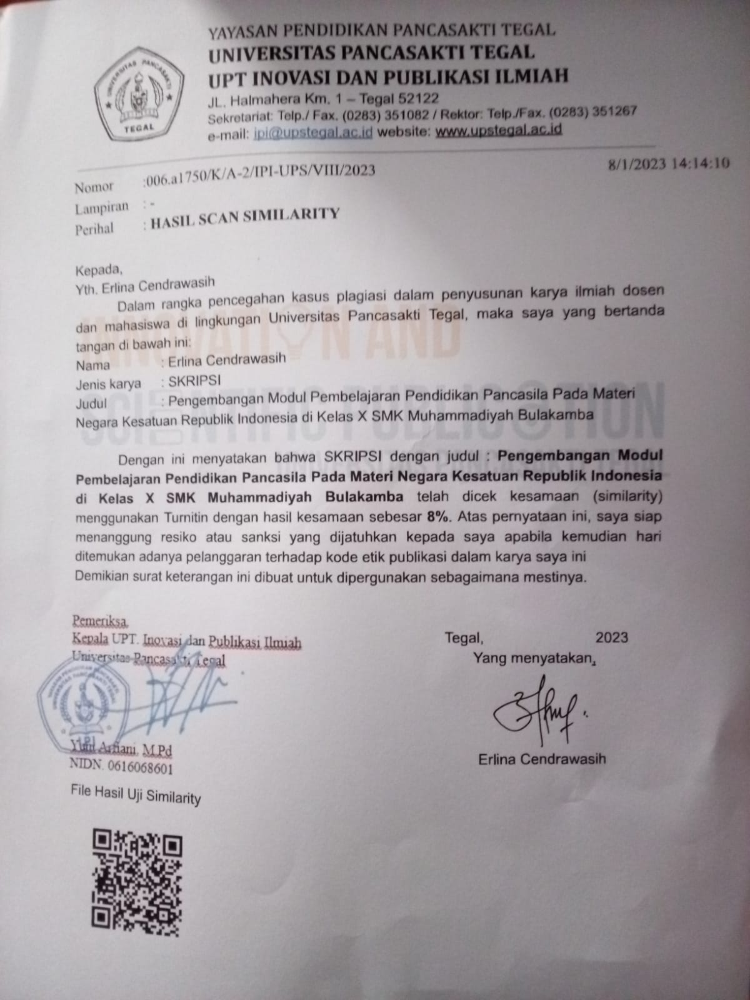 YAYASAN PENDIDIKAN PANCASAKTI TEGAL
UNIVERSITAS PANCASAKTI TEGAL
UPT INOVASI DAN PUBLIKASI ILMIAH
JL. Halmahera Km. 1 – Tegal 52122
Sekretariat: Telp./ Fax. (0283) 351082 / Rektor: Telp./Fax. (0283) 351267
e-mail: ipi@upstegal.ac.id website: www.upstegal.ac.id
UNIVERSITAS PANCASAKTI
TEGAL
8/1/2023 14:14:10
Nomor :006.a1750/K/A-2/IPI-UPS/VIII/2023
Lampiran : -
Perihal : HASIL SCAN SIMILARITY
Kepada,
Yth. Erlina Cendrawasih
Dalam rangka pencegahan kasus plagiasi dalam penyusunan karya ilmiah dosen
dan mahasiswa di lingkungan Universitas Pancasakti Tegal, maka saya yang bertanda
tangan di bawah ini:
Nama : Erlina Cendrawasih
Jenis karya : SKRIPSI
Judul : Pengembangan Modul Pembelajaran Pendidikan Pancasila Pada Materi
Negara Kesatuan Republik Indonesia di Kelas X SMK Muhammadiyah Bulakamba
INNOVATION AND
SCIENTIFIC PUBLICATION
Dengan ini menyatakan bahwa SKRIPSI dengan judul : Pengembangan Modul
Pembelajaran Pendidikan Pancasila Pada Materi Negara Kesatuan Republik Indonesia
di Kelas X SMK Muhammadiyah Bulakamba telah dicek kesamaan (similarity)
menggunakan Turnitin dengan hasil kesamaan sebesar 8%. Atas pernyataan ini, saya siap
menanggung resiko atau sanksi yang dijatuhkan kepada saya apabila kemudian hari
ditemukan adanya pelanggaran terhadap kode etik publikasi dalam karya saya ini
Demikian surat keterangan ini dibuat untuk dipergunakan sebagaimana mestinya.
Pemeriksa
Kepala UPT. Inovasi dan Publikasi Ilmiah
Universitas Pancasakti Tegal
Arfiani, M.Pd
NIDN. 0616068601
File Hasil Uji Similarity
Tegal, 2023
Yang menyatakan,
Erlina Cendrawasih